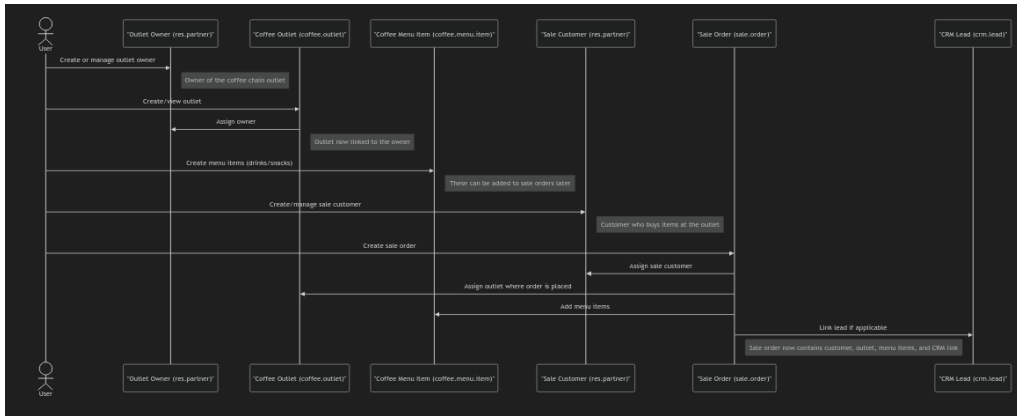 "Outlet Owner (res.partner)"
"Coffee Outlet (coffee.outlet)"
"Coffee Menu Item (coffee.menu.item)"
"Sale Customer (res.partner)"
"Sale Order (sale.order)"
"CRM Lead (crm.lead)"
User
Create or manage outlet owner
Owner of the coffee chain outlet
Create/view outlet
Assign owner
Outlet now linked to the owner
Create menu items (drinks/snacks)
These can be added to sale orders later
Create/manage sale customer
Customer who buys items at the outlet
Create sale order
Assign sale customer
Assign outlet where order is placed
Add menu items
Link lead if applicable
Sale order now contains customer, outlet, menu items, and CRM link
"Outlet Owner (res.partner)"
"Coffee Outlet (coffee.outlet)"
"Coffee Menu Item (coffee.menu.item)"
"Sale Customer (res.partner)"
"Sale Order (sale.order)"
"CRM Lead (crm.lead)"
User